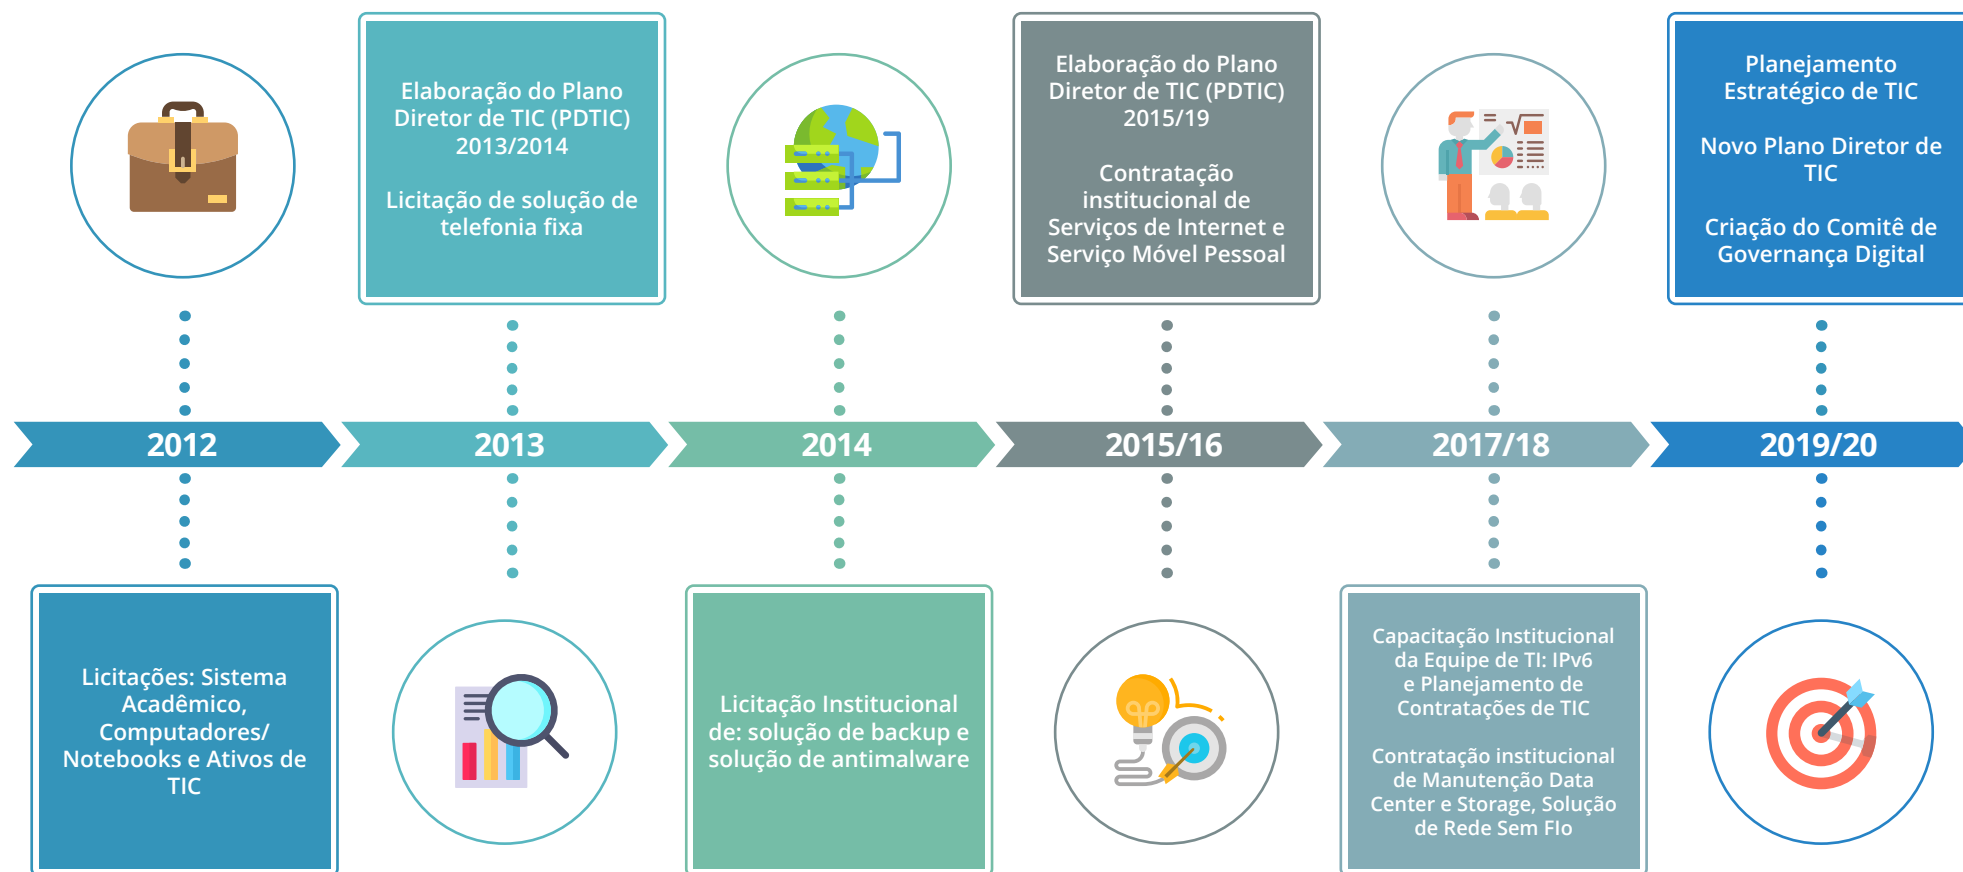 Elaboração do Plano
Diretor de TIC (PDTIC)
2013/2014
Licitação de solução de
telefonia fixa
Elaboração do Plano
Diretor de TIC (PDTIC)
2015/19
Contratação
institucional de
Serviços de Internet e
Serviço Móvel Pessoal
Planejamento
Estratégico de TIC
Novo Plano Diretor de
TIC
Criação do Comitê de
Governança Digital
2012
2013
2014
2015/16
2017/18
2019/20
Licitações: Sistema
Acadêmico,
Computadores/
Notebooks e Ativos de
TIC
Licitação Institucional
de: solução de backup e
solução de antimalware
Capacitação Institucional
da Equipe de TI: IPv6
e Planejamento de
Contratações de TIC
Contratação institucional
de Manutenção Data
Center e Storage, Solução
de Rede Sem FIo